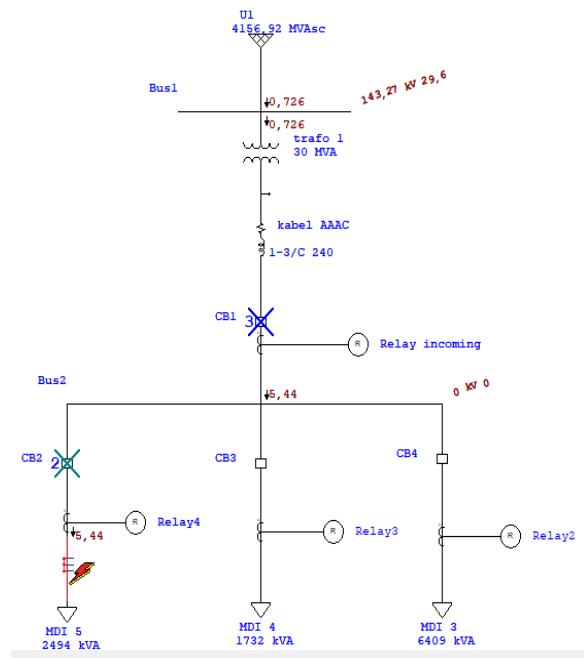 U1
4156,92 MVAsc
Bus1
143,27 kV 29,6
0,726
0,726
trafo 1
30 MVA
kabel AAAC
1-3/C 240
CB1
3
R
Relay incoming
Bus2
5,44
0 kV 0
CB2
2
CB3
CB4
R
Relay4
R
Relay3
R
Relay2
5,44
MDI 5
2494 kVA
MDI 4
1732 kVA
MDI 3
6409 kVA